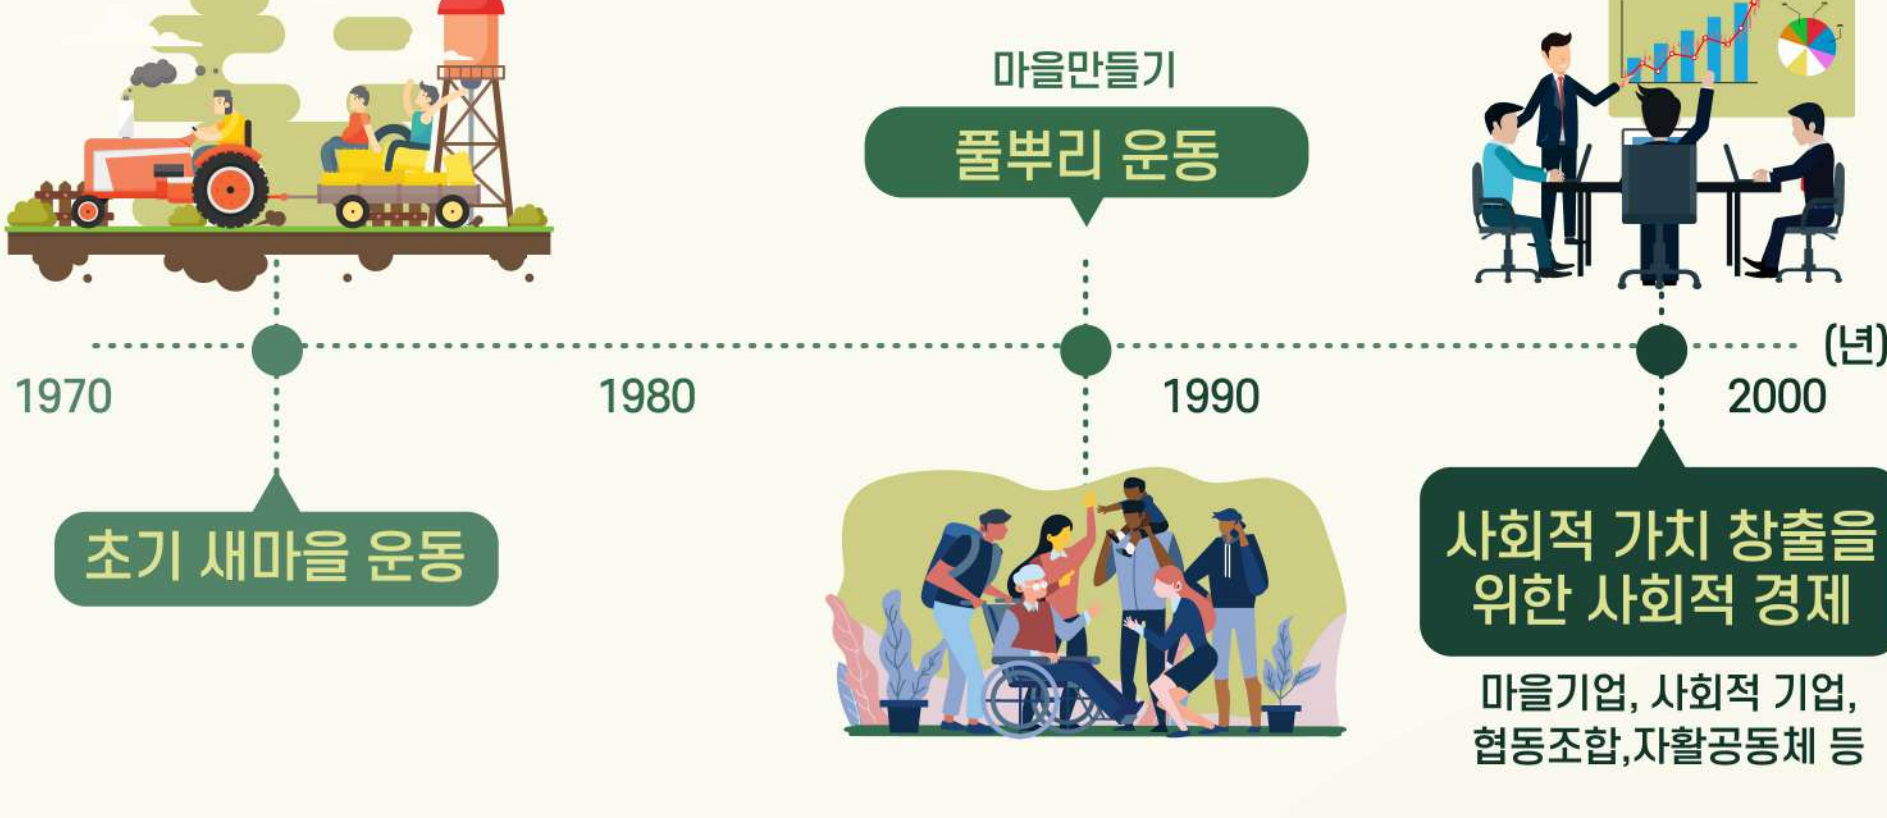 마을만들기
풀뿌리 운동
(년)
1970
1980
1990
2000
초기 새마을 운동
사회적 가치 창출을
위한 사회적 경제
마을기업, 사회적 기업,
협동조합,자활공동체 등